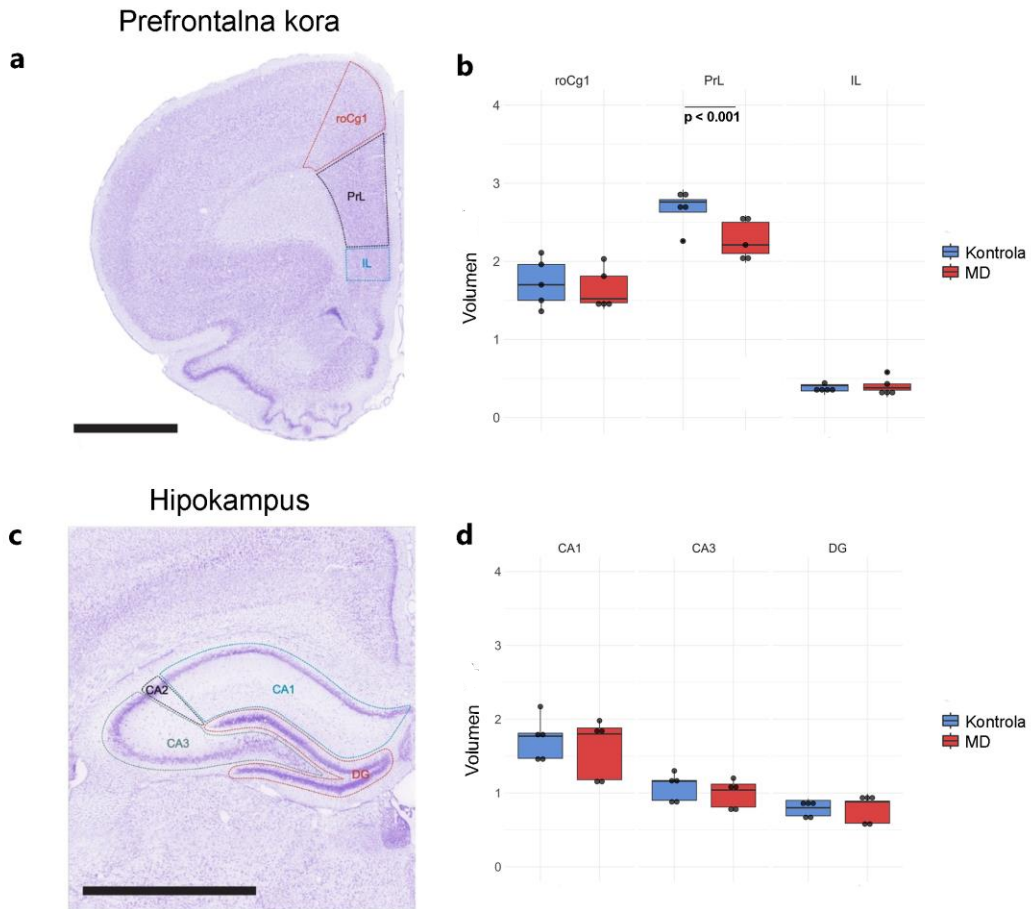 Prefrontalna kora
a
roCg1
PrL
IL
b
roCg1 PrL IL
4
p < 0.001
3
2
1
0
Volumen
Kontrola
MD
Hipokampus
c
CA2
CA1
CA3
DG
d
CA1 CA3 DG
4
3
2
1
0
Volumen
Kontrola
MD